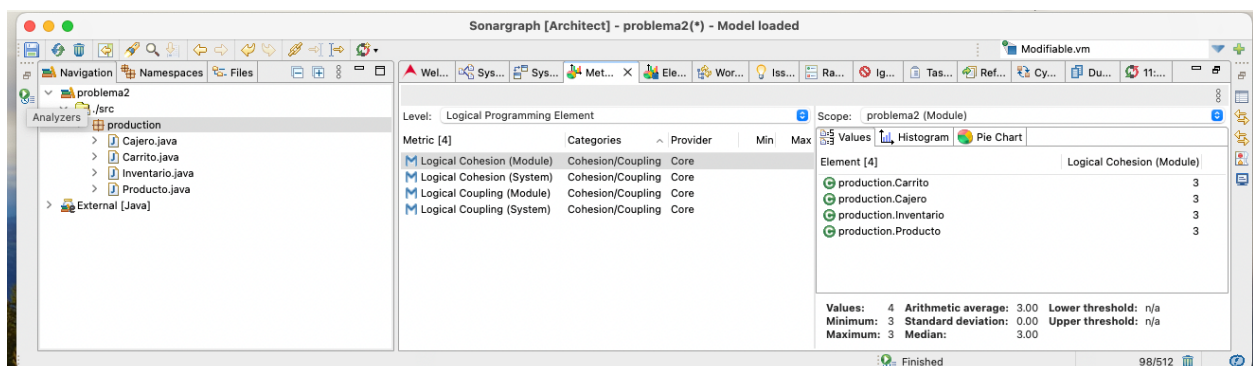 Sonargraph [Architect] - problema2(*) - Model loaded
Modifiable.vm
Navigation Namespaces Files
Wel... Sys... Sys... Met... Ele... Wor... Iss... Ra... Ig... Tas... Ref... Cy... Du... 11:...
problema2
./src
Analyzers
production
Cajero.java
Carrito.java
Inventario.java
Producto.java
External [Java]
Level: Logical Programming Element
Metric [4] Categories Provider Min Max
Logical Cohesion (Module) Cohesion/Coupling Core
Logical Cohesion (System) Cohesion/Coupling Core
Logical Coupling (Module) Cohesion/Coupling Core
Logical Coupling (System) Cohesion/Coupling Core
Scope: problema2 (Module)
Values Histogram Pie Chart
Element [4] Logical Cohesion (Module)
production.Carrito 3
production.Cajero 3
production.Inventario 3
production.Producto 3
Values: 4 Arithmetic average: 3.00 Lower threshold: n/a
Minimum: 3 Standard deviation: 0.00 Upper threshold: n/a
Maximum: 3 Median: 3.00
Finished 98/512